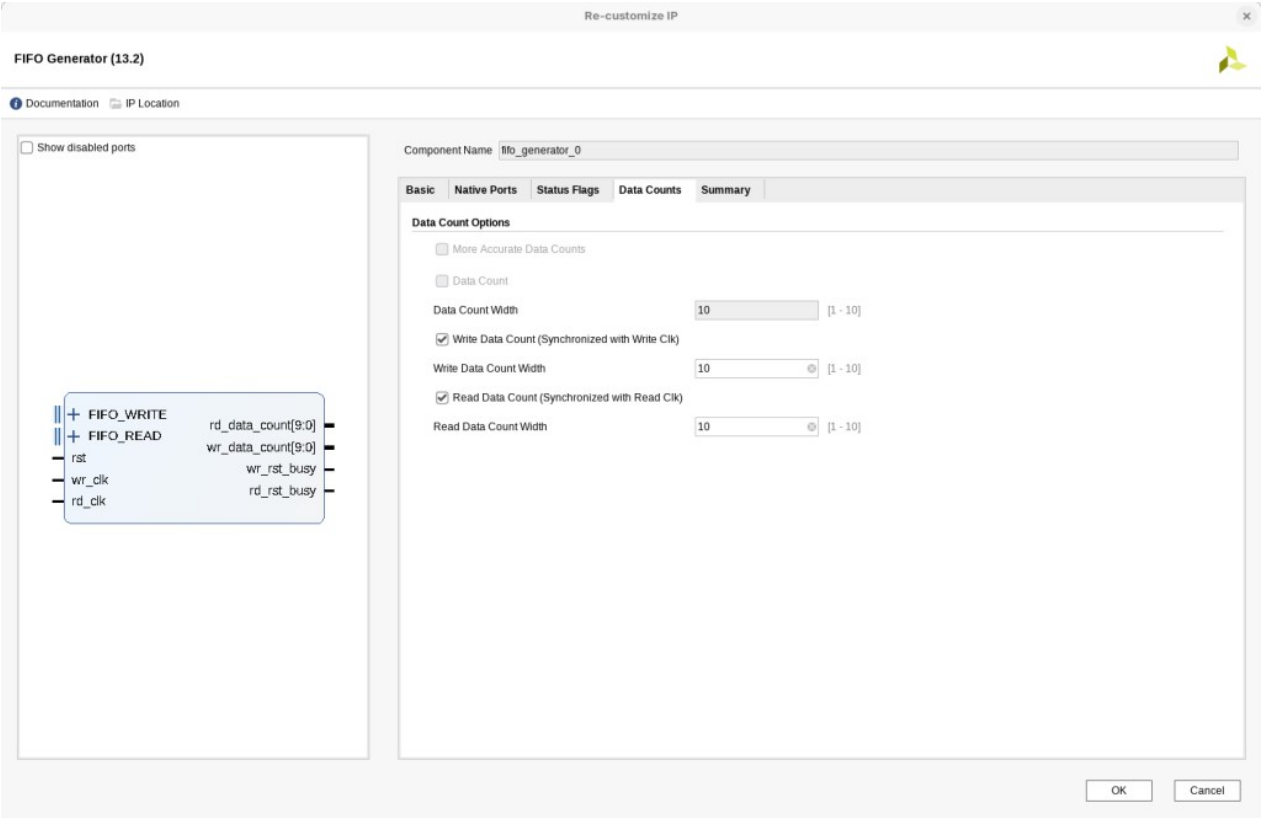 Re-customize IP
FIFO Generator (13.2)
Documentation IP Location
Show disabled ports
FIFO_WRITE
FIFO_READ
rst
wr_clk
rd_clk
rd_data_count[9:0]
wr_data_count[9:0]
wr_rst_busy
rd_rst_busy
Component Name fifo_generator_0
Basic Native Ports Status Flags Data Counts Summary
Data Count Options
More Accurate Data Counts
Data Count
Data Count Width 10 [1 - 10]
Write Data Count (Synchronized with Write Clk)
Write Data Count Width 10 [1 - 10]
Read Data Count (Synchronized with Read Clk)
Read Data Count Width 10 [1 - 10]
OK Cancel